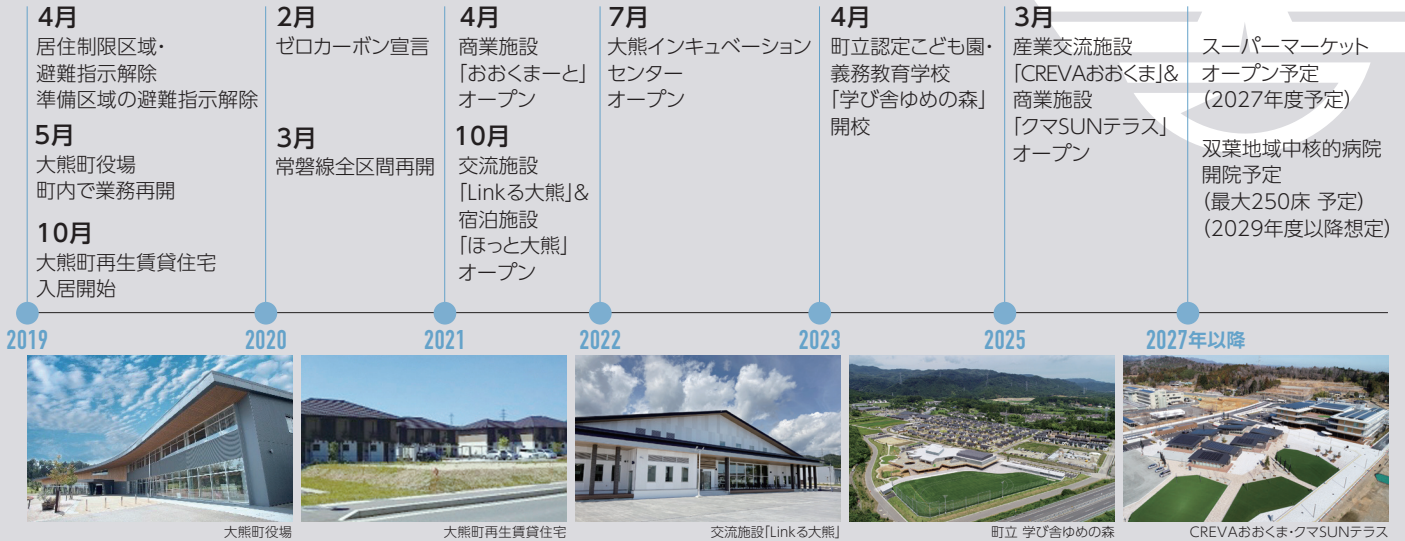 4月
居住制限区域・
避難指示解除
準備区域の避難指示解除
5月
大熊町役場
町内で業務再開
10月
大熊町再生賃貸住宅
入居開始
2月
ゼロカーボン宣言
3月
常磐線全区間再開
4月
商業施設
「おおくまーと」
オープン
10月
交流施設
「Linkる大熊」&
宿泊施設
「ほっと大熊」
オープン
7月
大熊インキュベーション
センター
オープン
4月
町立認定こども園・
義務教育学校
「学び舎ゆめの森」
開校
3月
産業交流施設
「CREVAおおくま」&
商業施設
「クマSUNテラス」
オープン
スーパーマーケット
オープン予定
(2027年度予定)
双葉地域中核的病院
開院予定
(最大250床 予定)
(2029年度以降想定)
2019
2020
2021
2022
2023
2025
2027年以降
大熊町役場
大熊町再生賃貸住宅
交流施設「Linkる大熊」
町立 学び舎ゆめの森
CREVAおおくま・クマSUNテラス